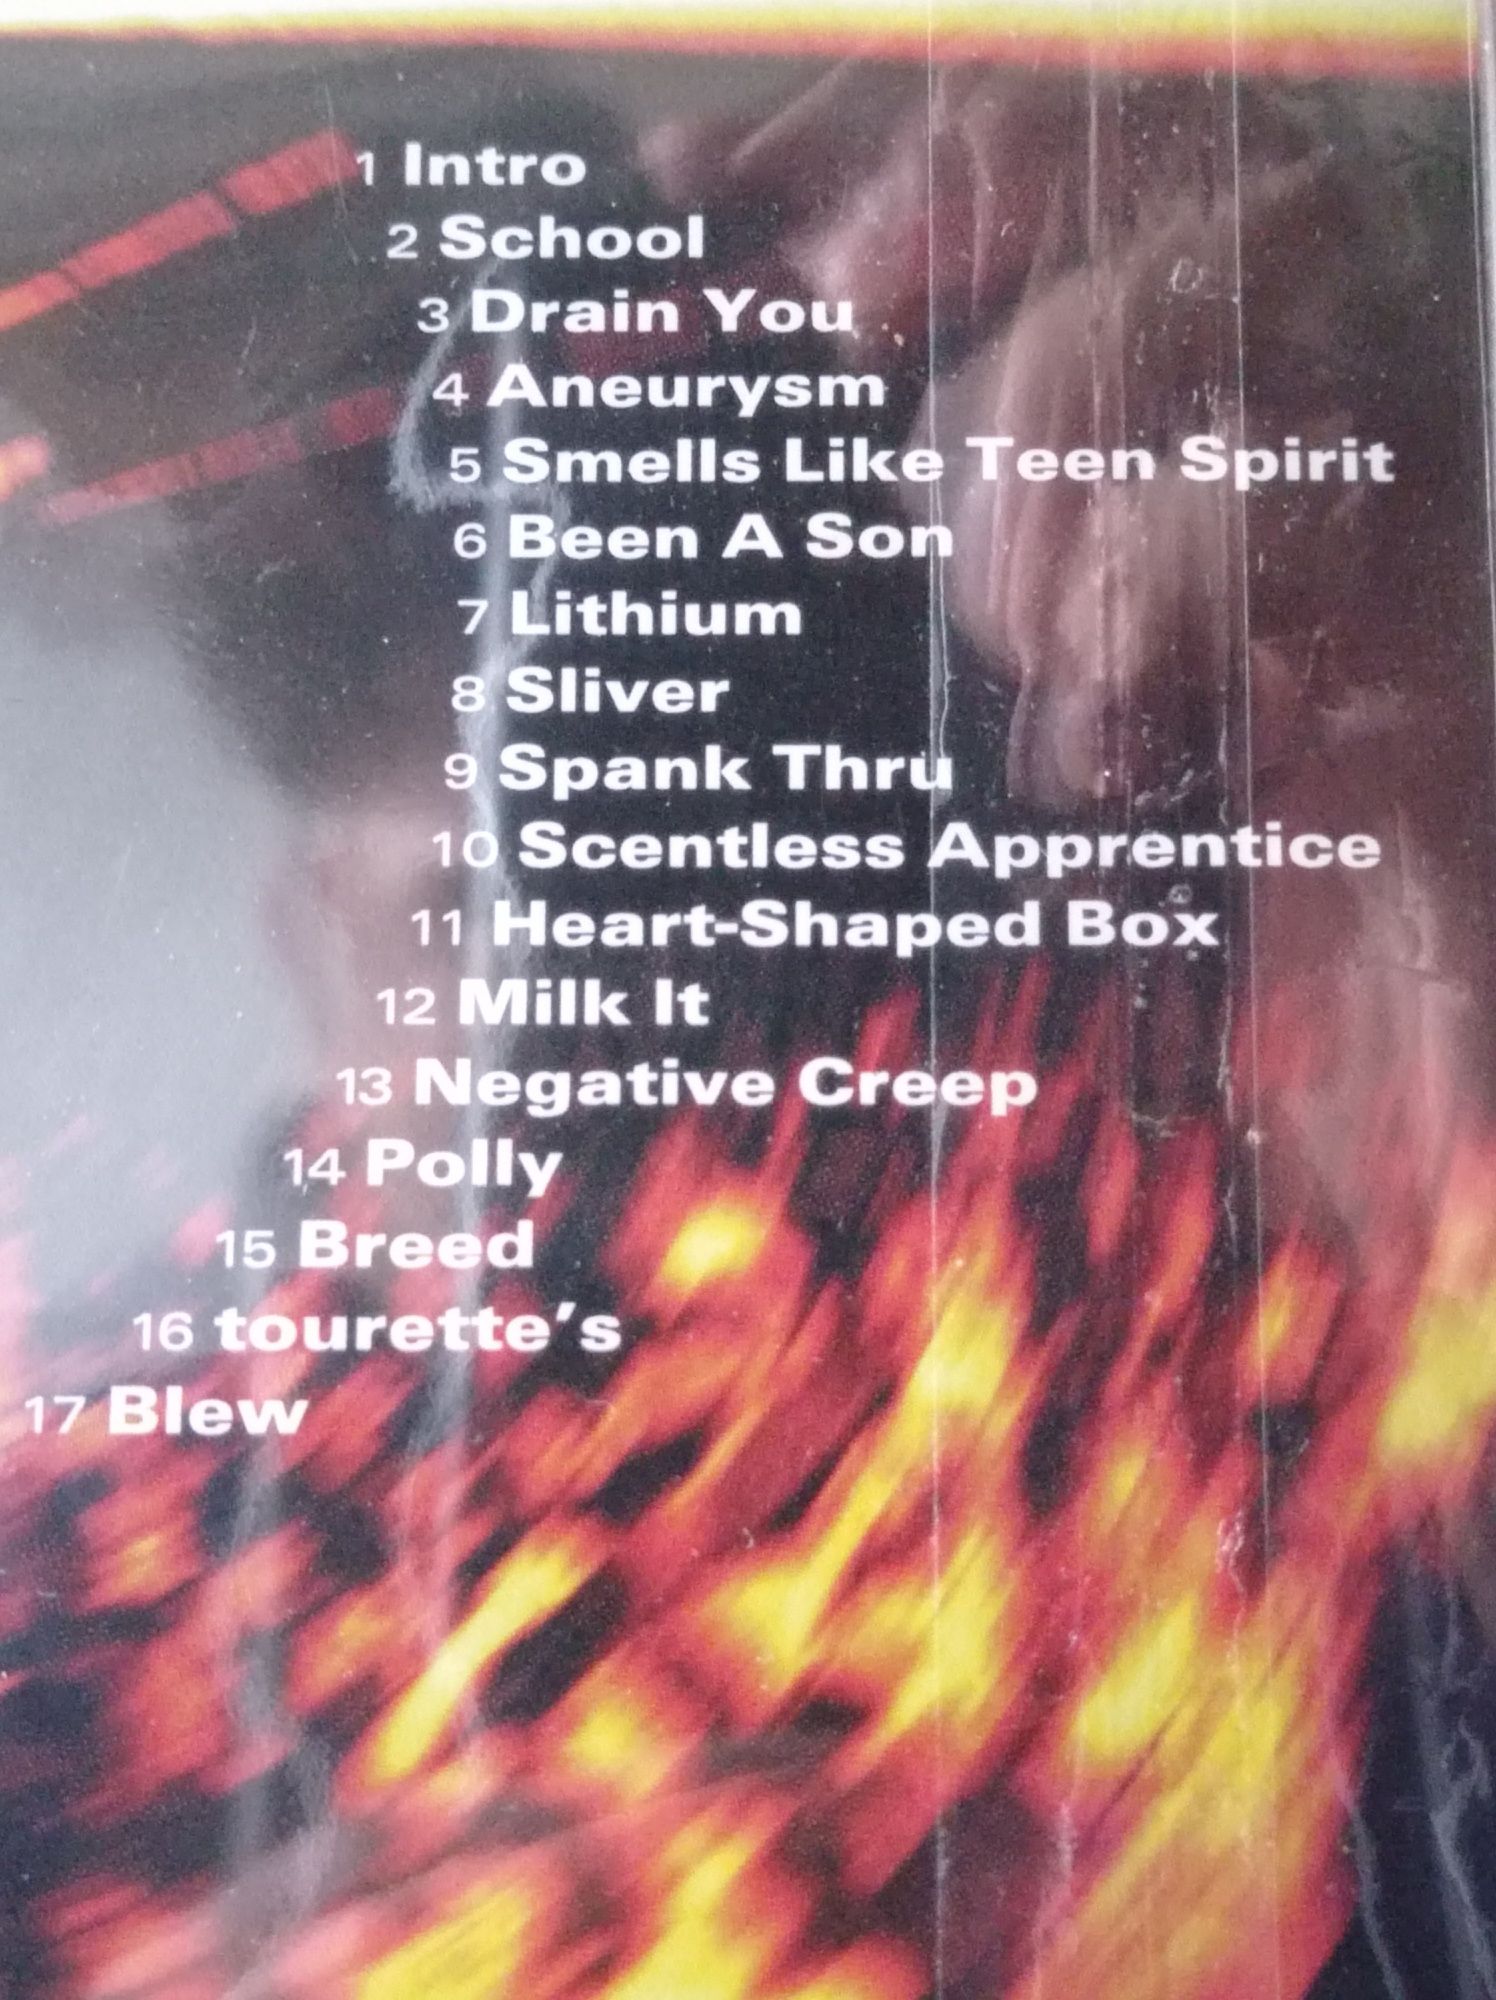 1 Intro
2 School
3 Drain You
4 Aneurysm
5 Smells Like Teen Spirit
6 Been A Son
7 Lithium
8 Sliver
9 Spank Thru
10 Scentless Apprentice
11 Heart-Shaped Box
12 Milk It
13 Negative Creep
14 Polly
15 Breed
16 tourette's
17 Blew